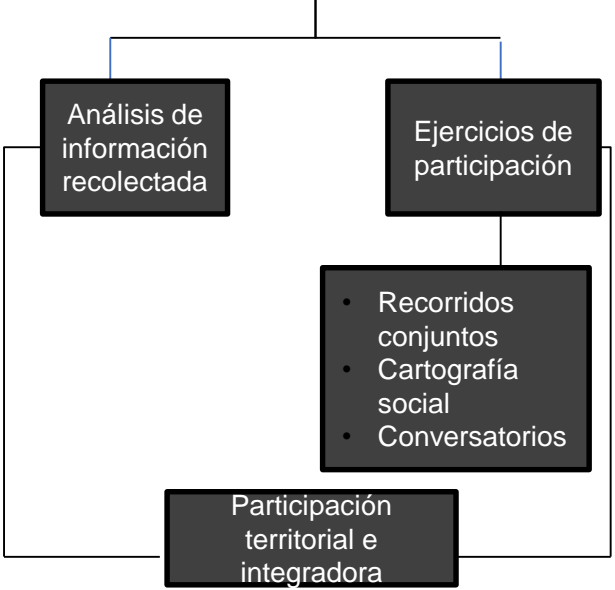 Análisis de
información
recolectada
Ejercicios de
participación
• Recorridos
conjuntos
• Cartografía
social
• Conversatorios
Participación
territorial e
integradora